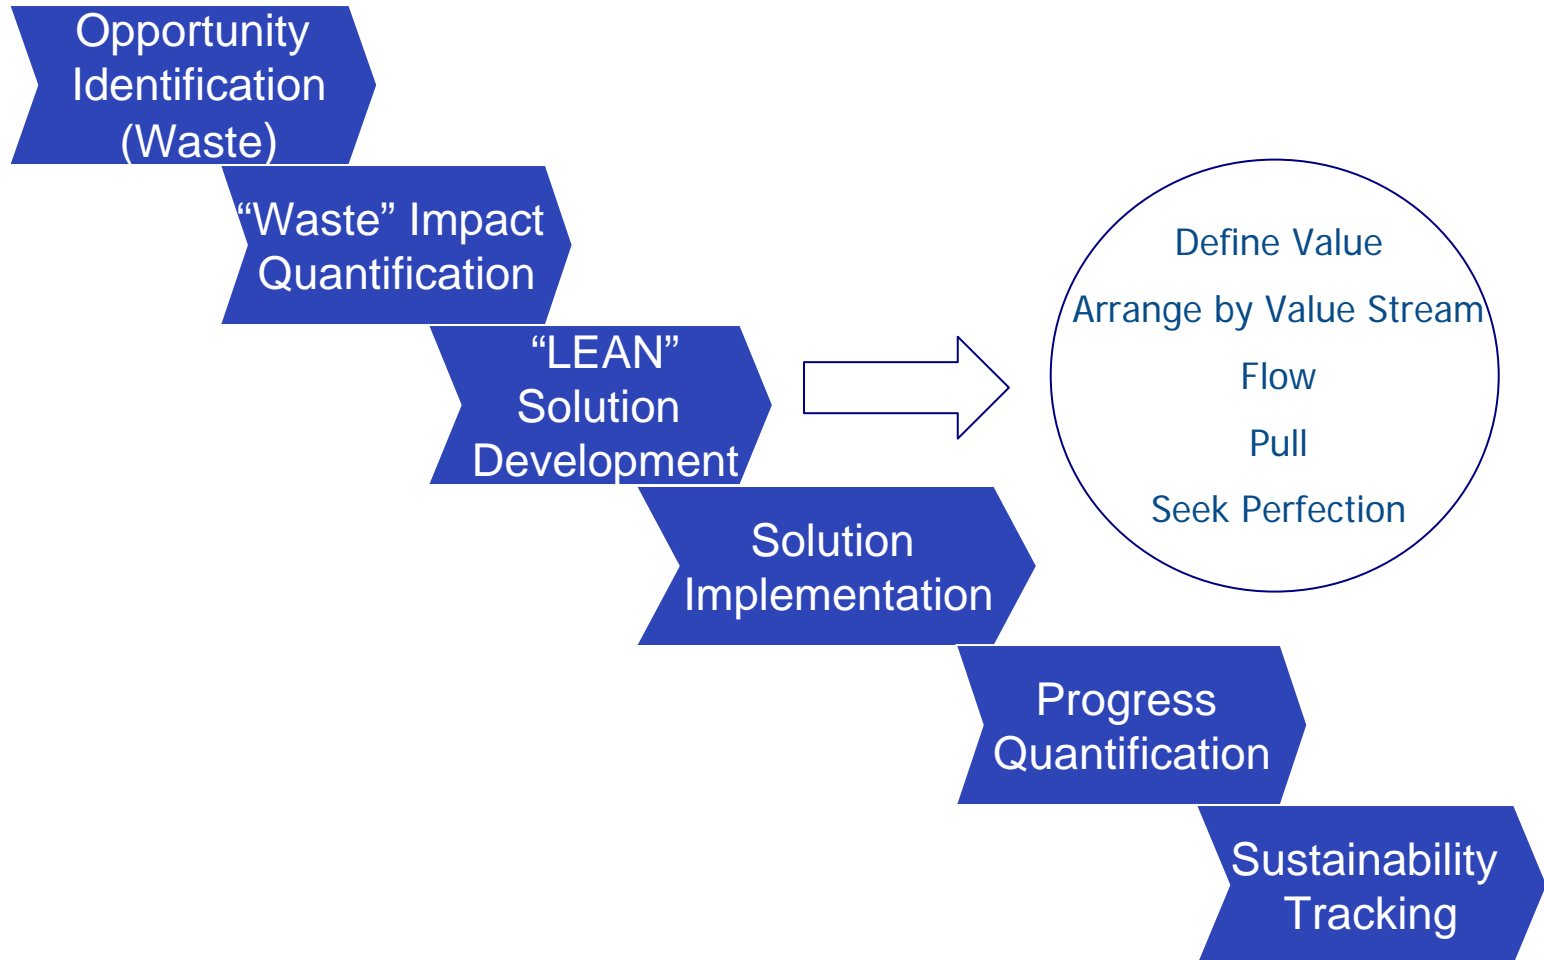 Opportunity
Identification
(Waste)
“Waste” Impact
Quantification
“LEAN”
Solution
Development
Define Value
Arrange by Value Stream
Flow
Pull
Seek Perfection
Solution
Implementation
Progress
Quantification
Sustainability
Tracking